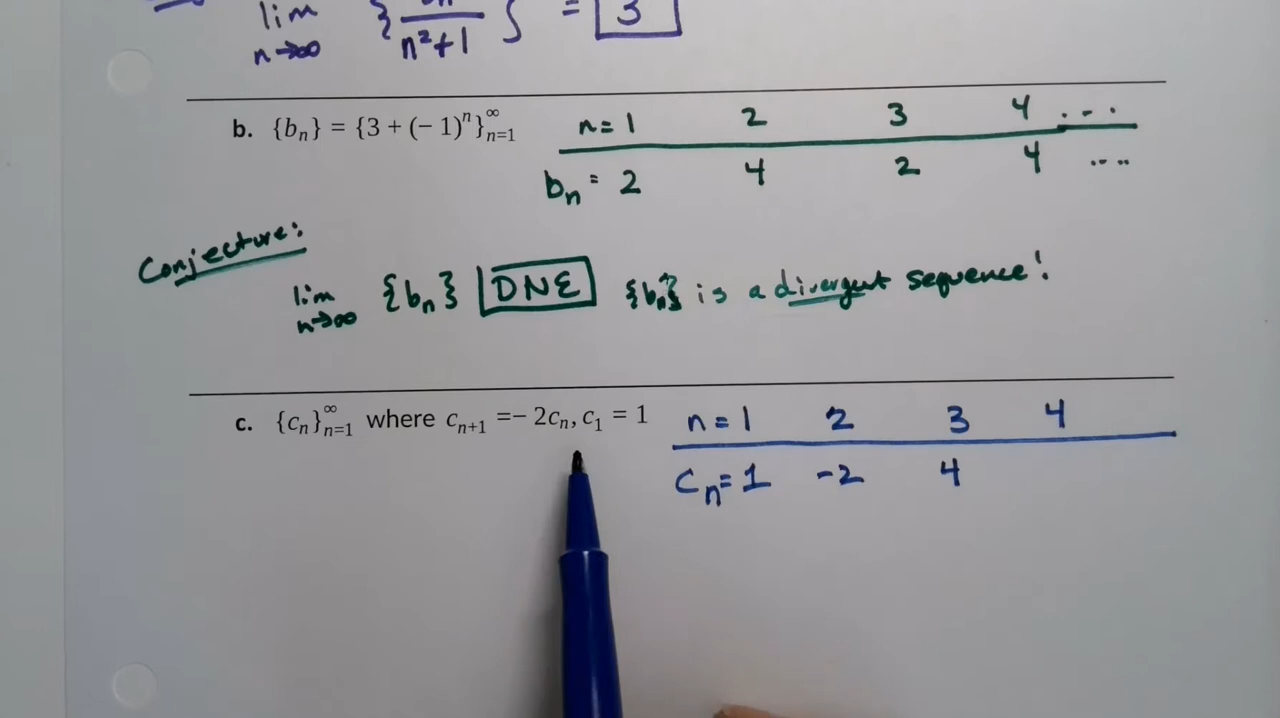 lim n→∞ { / n²+1 } = 3
b. {bₙ} = {3 + (− 1)ⁿ}∞ₙ₌₁ n = 1 2 3 4 ....
bₙ = 2 4 2 4 ....
Conjecture:
lim n→∞ {bₙ} DNE {bₙ} is a divergent sequence!
c. {cₙ}∞ₙ₌₁ where cₙ₊₁ =− 2cₙ, c₁ = 1 n = 1 2 3 4
Cₙ = 1 -2 4